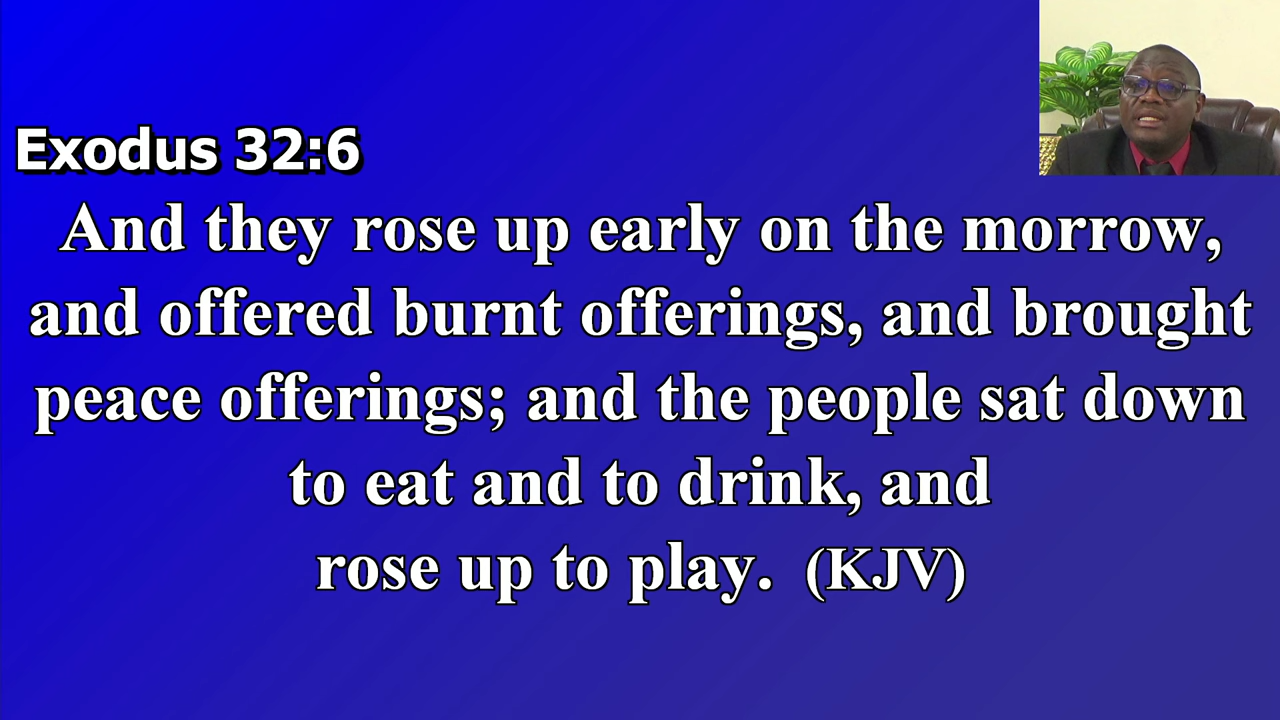 Exodus 32:6
And they rose up early on the morrow,
and offered burnt offerings, and brought
peace offerings; and the people sat down
to eat and to drink, and
rose up to play. (KJV)